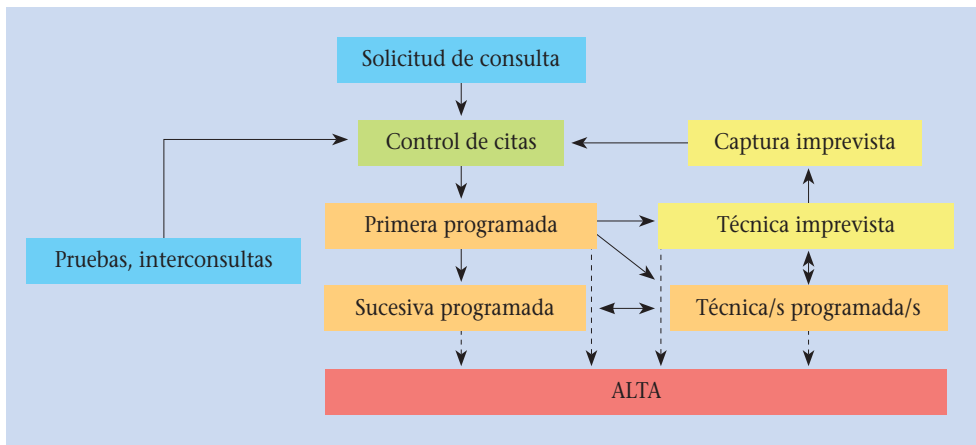 Solicitud de consulta
Control de citas
Captura imprevista
Primera programada
Técnica imprevista
Pruebas, interconsultas
Sucesiva programada
Técnica/s programada/s
ALTA